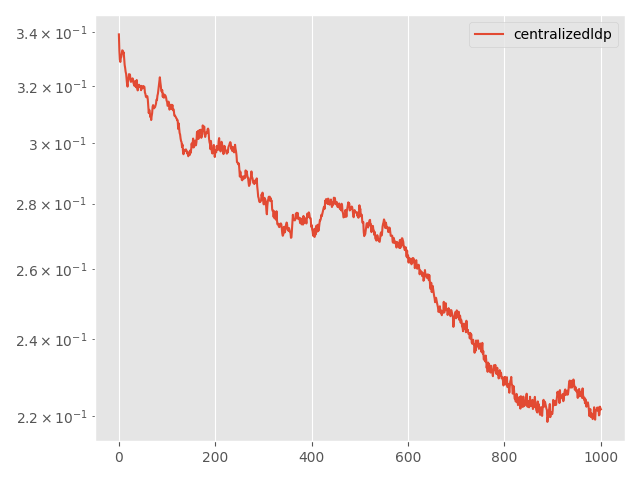 centralizedldp
3.4 × 10⁻¹
3.2 × 10⁻¹
3 × 10⁻¹
2.8 × 10⁻¹
2.6 × 10⁻¹
2.4 × 10⁻¹
2.2 × 10⁻¹
0 200 400 600 800 1000